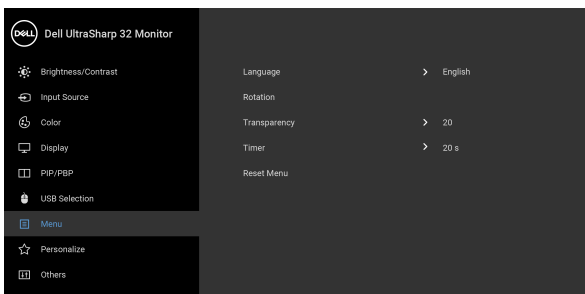 DELL Dell UltraSharp 32 Monitor
Brightness/Contrast
Input Source
Color
Display
PIP/PBP
USB Selection
Menu
Personalize
Others
Language > English
Rotation
Transparency > 20
Timer > 20 s
Reset Menu